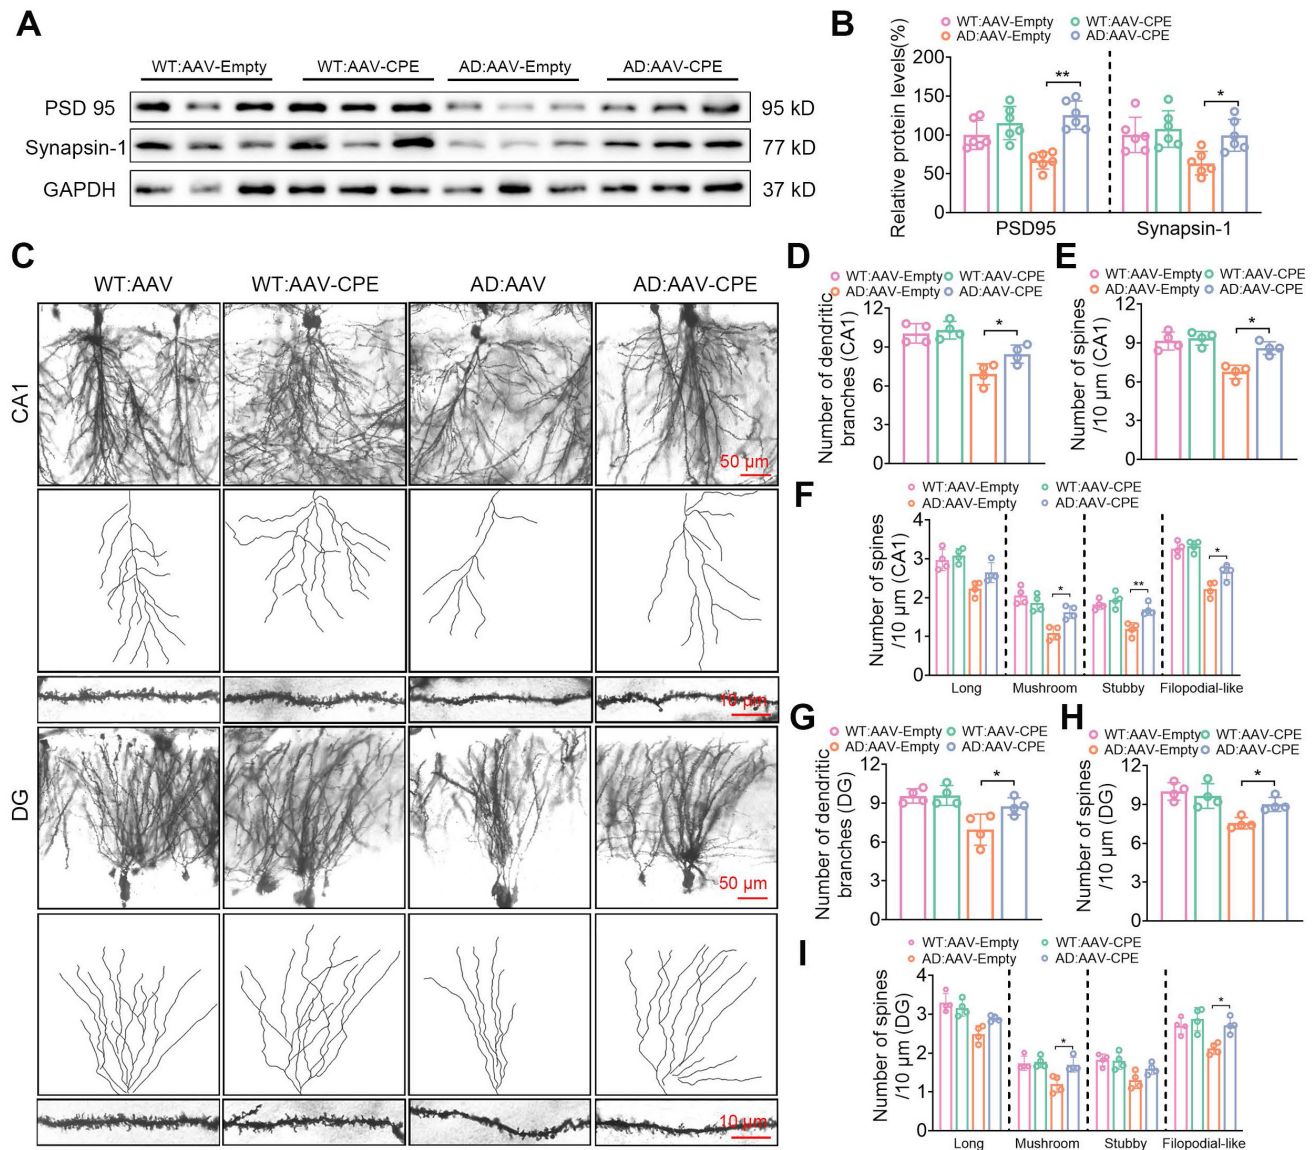 A
WT:AAV-Empty WT:AAV-CPE AD:AAV-Empty AD:AAV-CPE
PSD 95 95 kD
Synapsin-1 77 kD
GAPDH 37 kD
B
WT:AAV-Empty WT:AAV-CPE
AD:AAV-Empty AD:AAV-CPE
Relative protein levels(%)
200
150
100
50
0
** *
PSD95 Synapsin-1
C
WT:AAV WT:AAV-CPE AD:AAV AD:AAV-CPE
CA1
50 μm
10 μm
DG
50 μm
10 μm
D
WT:AAV-Empty WT:AAV-CPE
AD:AAV-Empty AD:AAV-CPE
Number of dendritic
branches (CA1)
12
9
6
3
0
*
E
WT:AAV-Empty WT:AAV-CPE
AD:AAV-Empty AD:AAV-CPE
Number of spines
/10 μm (CA1)
12
9
6
3
0
*
F
WT:AAV-Empty WT:AAV-CPE
AD:AAV-Empty AD:AAV-CPE
Number of spines
/10 μm (CA1)
4
3
2
1
0
* ** *
Long Mushroom Stubby Filopodial-like
G
WT:AAV-Empty WT:AAV-CPE
AD:AAV-Empty AD:AAV-CPE
Number of dendritic
branches (DG)
12
9
6
3
0
*
H
WT:AAV-Empty WT:AAV-CPE
AD:AAV-Empty AD:AAV-CPE
Number of spines
/10 μm (DG)
12
9
6
3
0
*
I
WT:AAV-Empty WT:AAV-CPE
AD:AAV-Empty AD:AAV-CPE
Number of spines
/10 μm (DG)
4
3
2
1
0
* *
Long Mushroom Stubby Filopodial-like